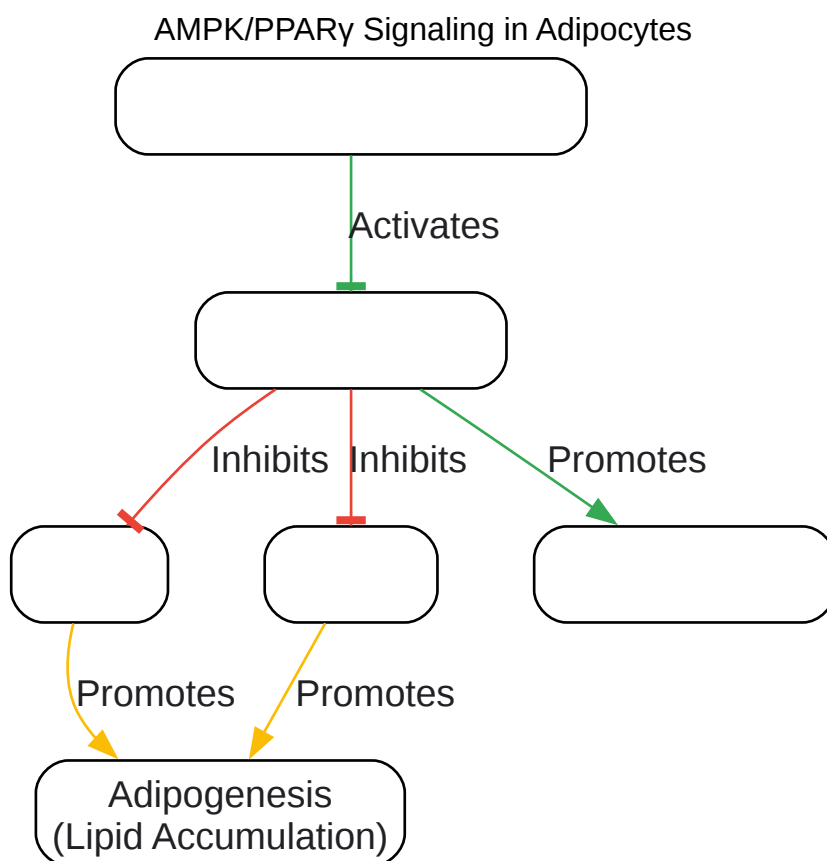 AMPK/PPARγ Signaling in Adipocytes
Activates
Inhibits
Inhibits
Promotes
Promotes
Promotes
Adipogenesis
(Lipid Accumulation)